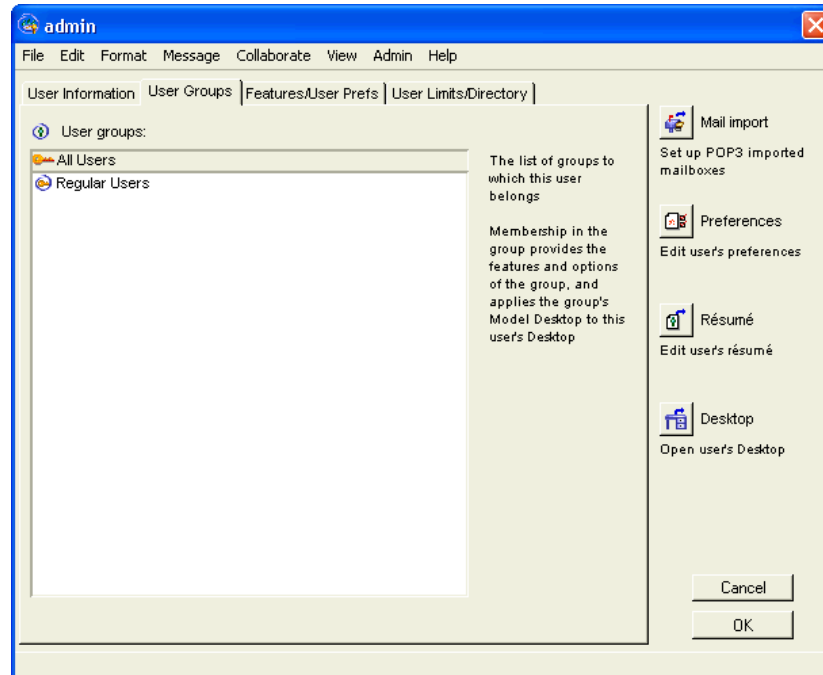 admin
File Edit Format Message Collaborate View Admin Help
User Information User Groups Features/User Prefs User Limits/Directory
User groups:
All Users
Regular Users
The list of groups to
which this user
belongs
Membership in the
group provides the
features and options
of the group, and
applies the group's
Model Desktop to this
user's Desktop
Mail import
Set up POP3 imported
mailboxes
Preferences
Edit user's preferences
Résumé
Edit user's résumé
Desktop
Open user's Desktop
Cancel
OK